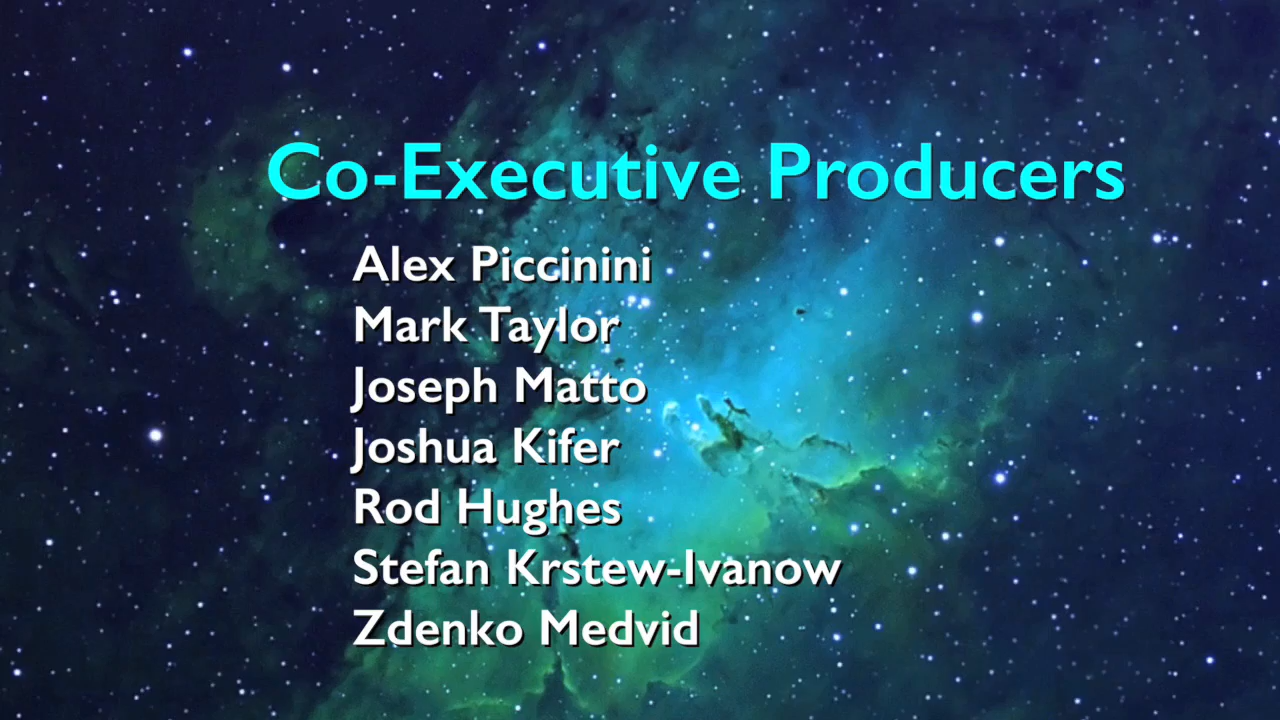 Co-Executive Producers
Alex Piccinini
Mark Taylor
Joseph Matto
Joshua Kifer
Rod Hughes
Stefan Krstew-Ivanow
Zdenko Medvid